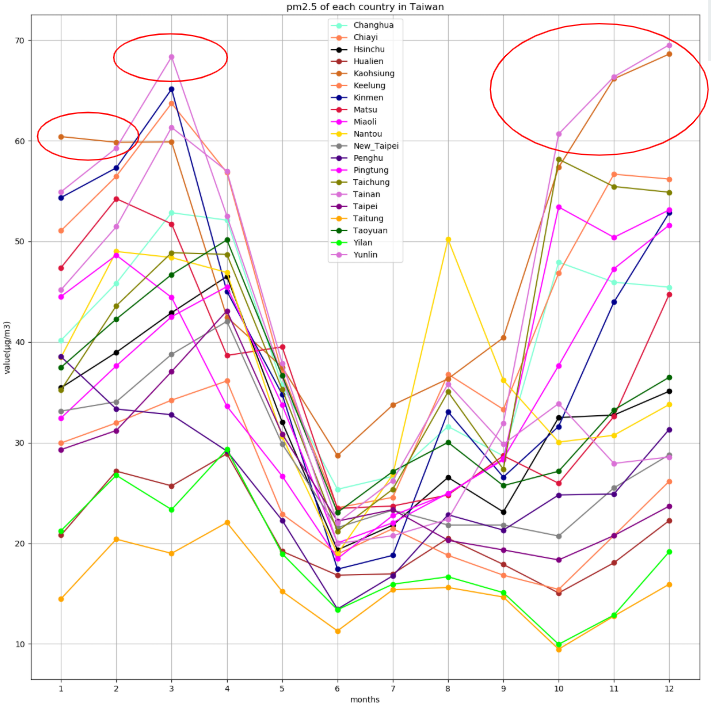 pm2.5 of each country in Taiwan
70
60
50
40
30
20
10
value(μg/m3)
Changhua
Chiayi
Hsinchu
Hualien
Kaohsiung
Keelung
Kinmen
Matsu
Miaoli
Nantou
New_Taipei
Penghu
Pingtung
Taichung
Tainan
Taipei
Taitung
Taoyuan
Yilan
Yunlin
1 2 3 4 5 6 7 8 9 10 11 12
months